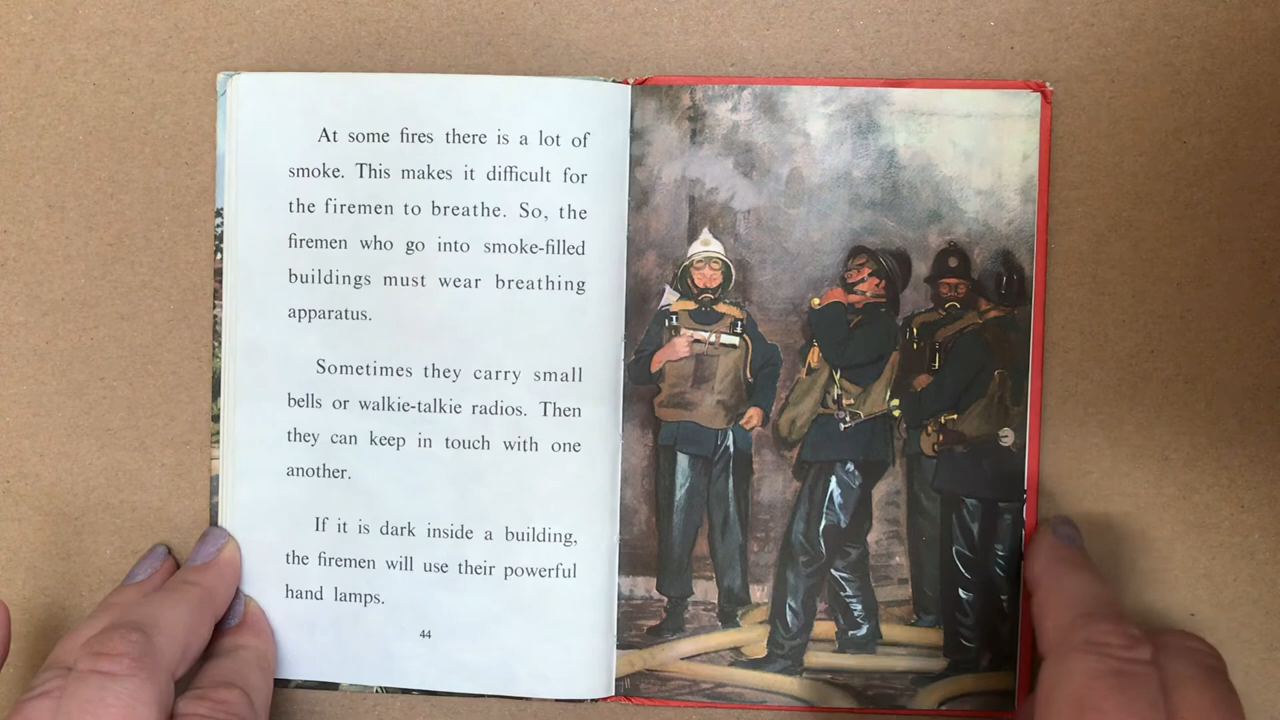 At some fires there is a lot of
smoke. This makes it difficult for
the firemen to breathe. So, the
firemen who go into smoke-filled
buildings must wear breathing
apparatus.
Sometimes they carry small
bells or walkie-talkie radios. Then
they can keep in touch with one
another.
If it is dark inside a building,
the firemen will use their powerful
hand lamps.
44